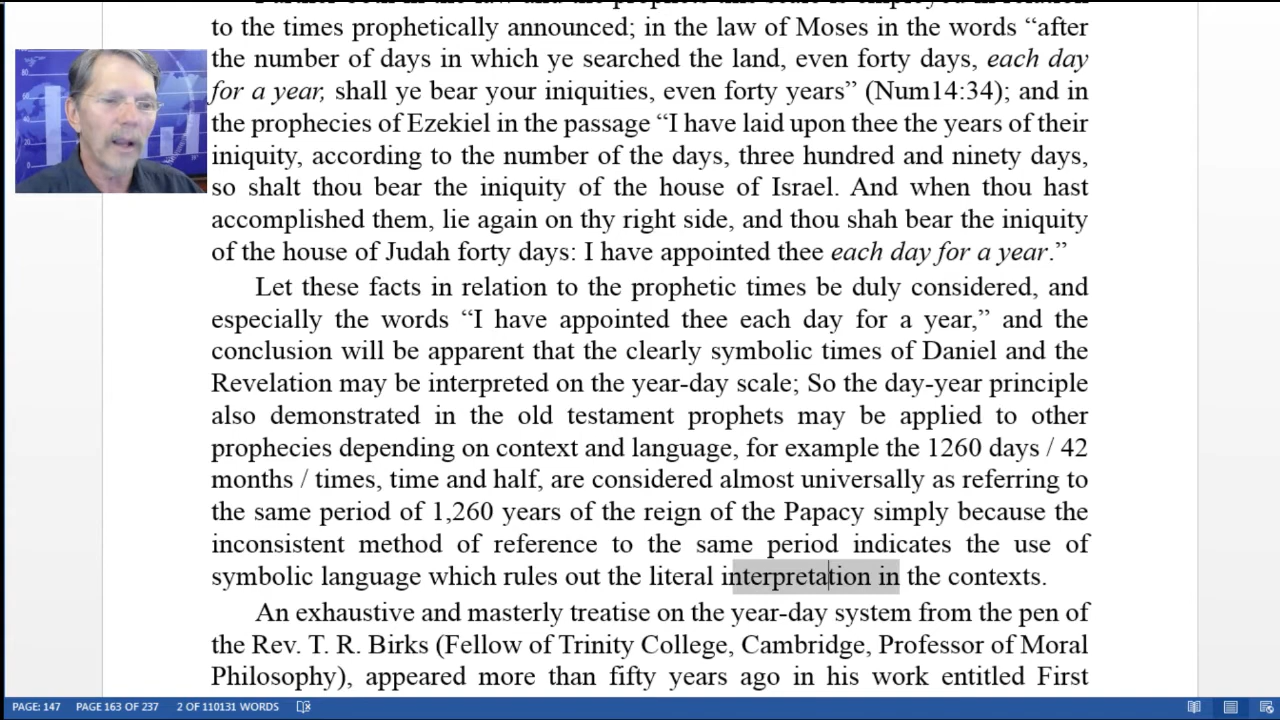 to the times prophetically announced; in the law of Moses in the words “after
the number of days in which ye searched the land, even forty days, each day
for a year, shall ye bear your iniquities, even forty years” (Num14:34); and in
the prophecies of Ezekiel in the passage “I have laid upon thee the years of their
iniquity, according to the number of the days, three hundred and ninety days,
so shalt thou bear the iniquity of the house of Israel. And when thou hast
accomplished them, lie again on thy right side, and thou shah bear the iniquity
of the house of Judah forty days: I have appointed thee each day for a year.”
Let these facts in relation to the prophetic times be duly considered, and
especially the words “I have appointed thee each day for a year,” and the
conclusion will be apparent that the clearly symbolic times of Daniel and the
Revelation may be interpreted on the year-day scale; So the day-year principle
also demonstrated in the old testament prophets may be applied to other
prophecies depending on context and language, for example the 1260 days / 42
months / times, time and half, are considered almost universally as referring to
the same period of 1,260 years of the reign of the Papacy simply because the
inconsistent method of reference to the same period indicates the use of
symbolic language which rules out the literal interpretation in the contexts.
An exhaustive and masterly treatise on the year-day system from the pen of
the Rev. T. R. Birks (Fellow of Trinity College, Cambridge, Professor of Moral
Philosophy), appeared more than fifty years ago in his work entitled First
PAGE: 147 PAGE 163 OF 237 2 OF 110131 WORDS